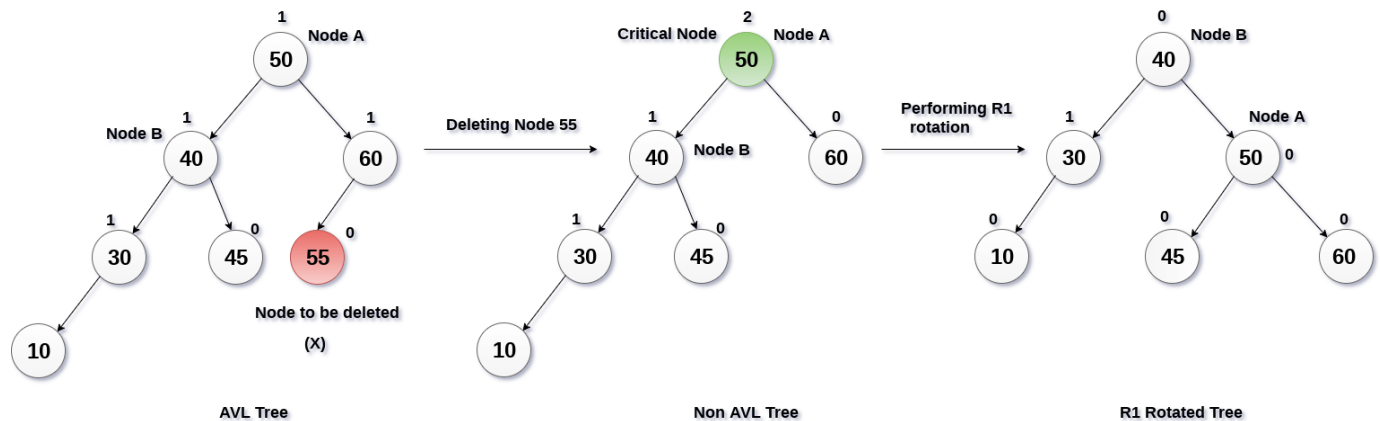 1
Node A
50
1
Node B
40
1
60
1
30
0
45
0
55
10
Node to be deleted
(X)
AVL Tree
Deleting Node 55
2
Critical Node
Node A
50
1
40
Node B
0
60
1
30
0
45
10
Non AVL Tree
Performing R1
rotation
0
Node B
40
1
30
Node A
50
0
0
10
0
45
0
60
R1 Rotated Tree